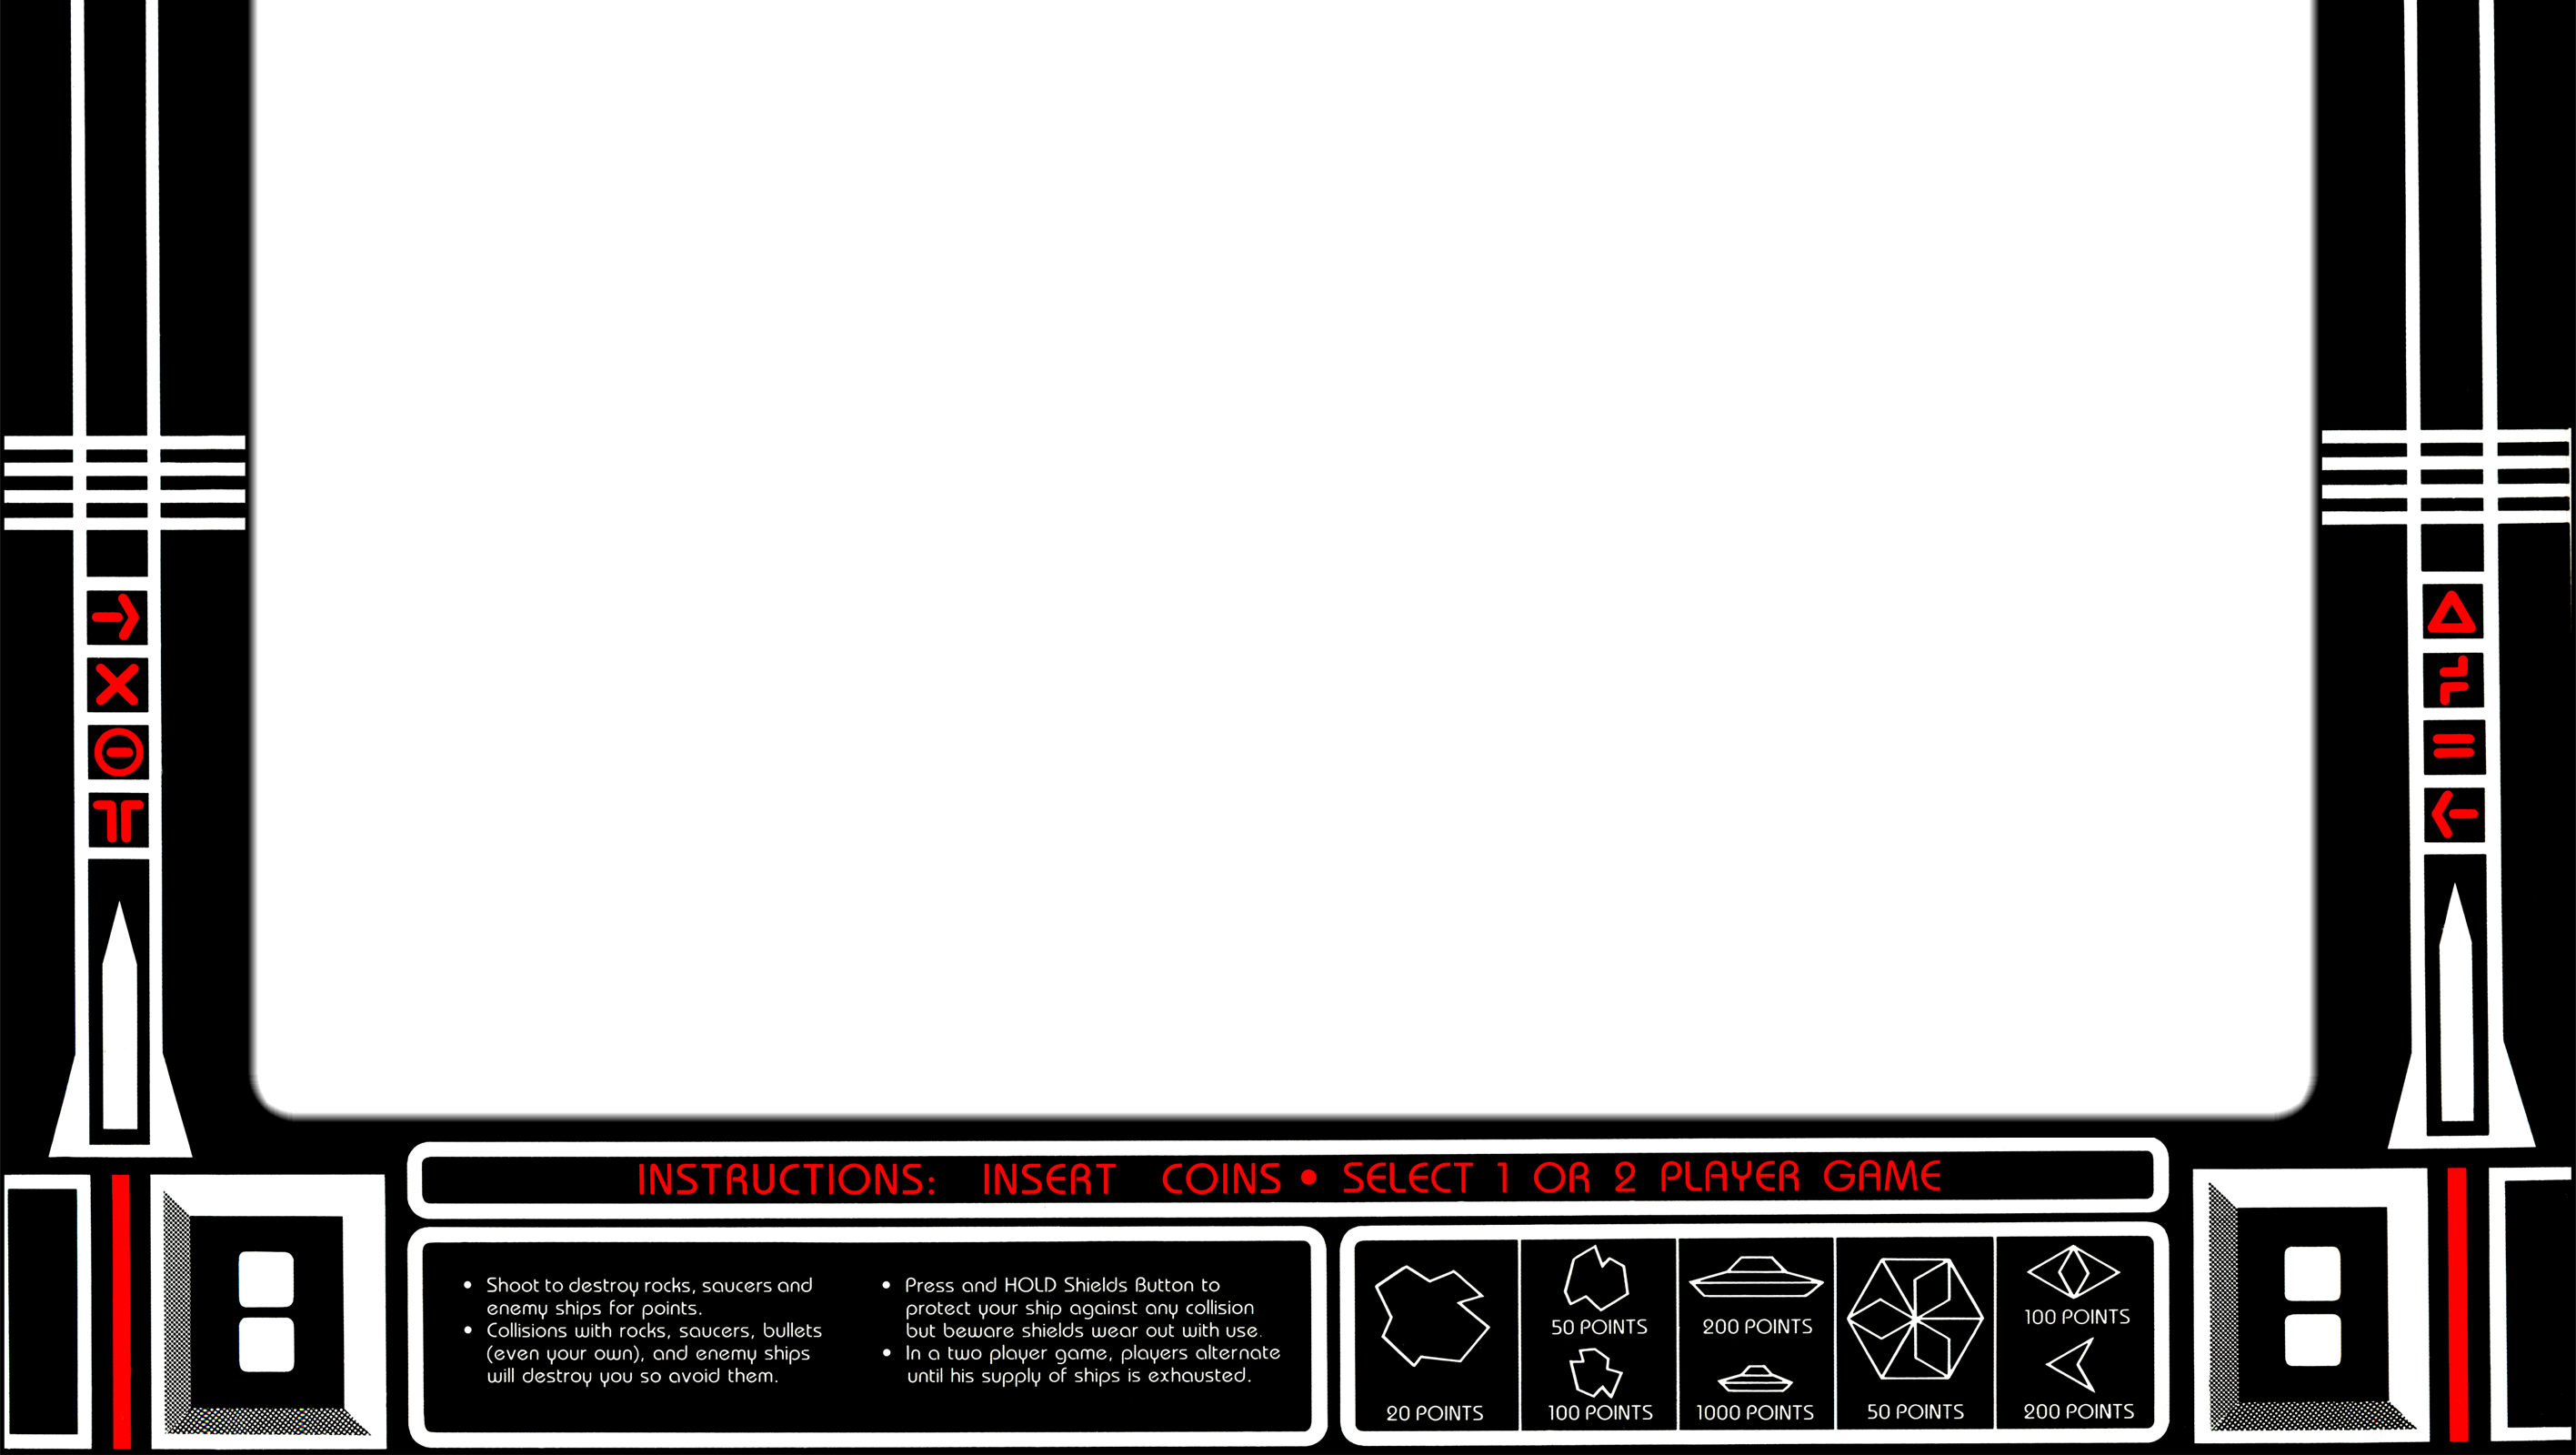 INSTRUCTIONS: INSERT COINS • SELECT 1 OR 2 PLAYER GAME
• Shoot to destroy rocks, saucers and
enemy ships for points.
• Collisions with rocks, saucers, bullets
(even your own), and enemy ships
will destroy you so avoid them.
• Press and HOLD Shields Button to
protect your ship against any collision
but beware shields wear out with use.
• In a two player game, players alternate
until his supply of ships is exhausted.
20 POINTS
50 POINTS
100 POINTS
200 POINTS
1000 POINTS
50 POINTS
100 POINTS
200 POINTS